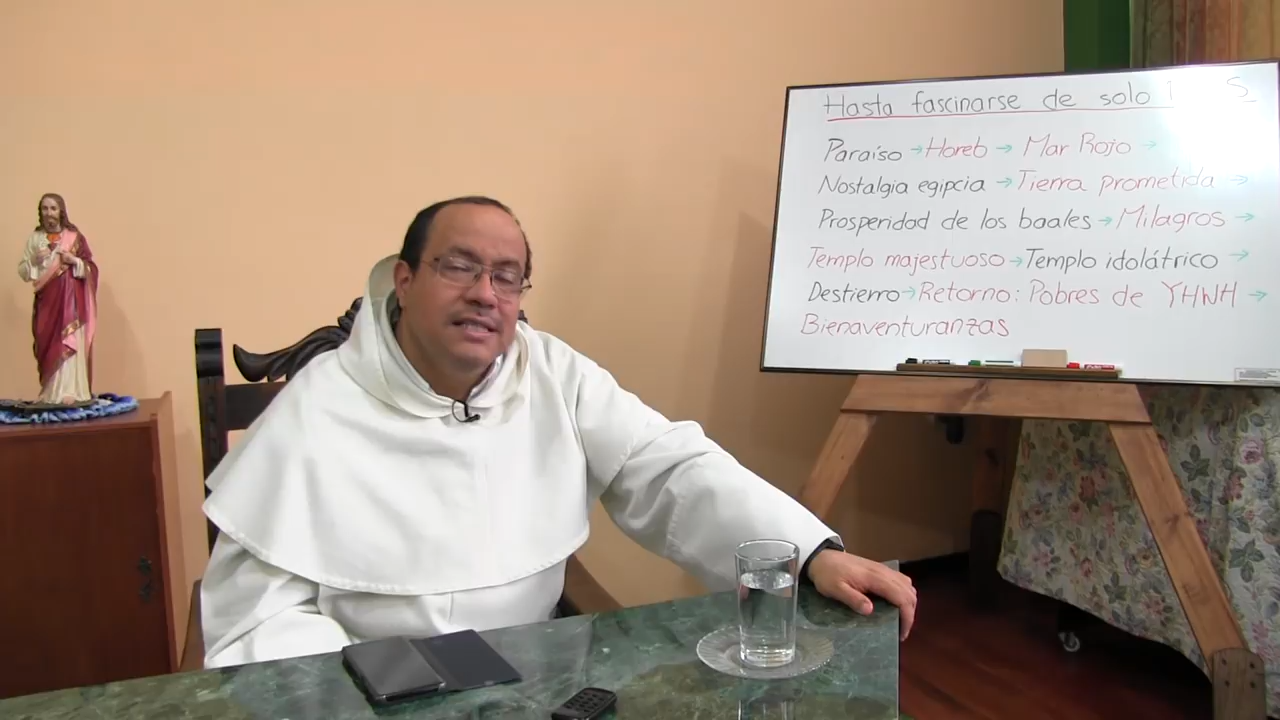 Hasta fascinarse de solo
Paraíso → Horeb → Mar Rojo →
Nostalgia egipcia → Tierra prometida →
Prosperidad de los baales → Milagros →
Templo majestuoso → Templo idolátrico →
Destierro → Retorno: Pobres de YHWH →
Bienaventuranzas